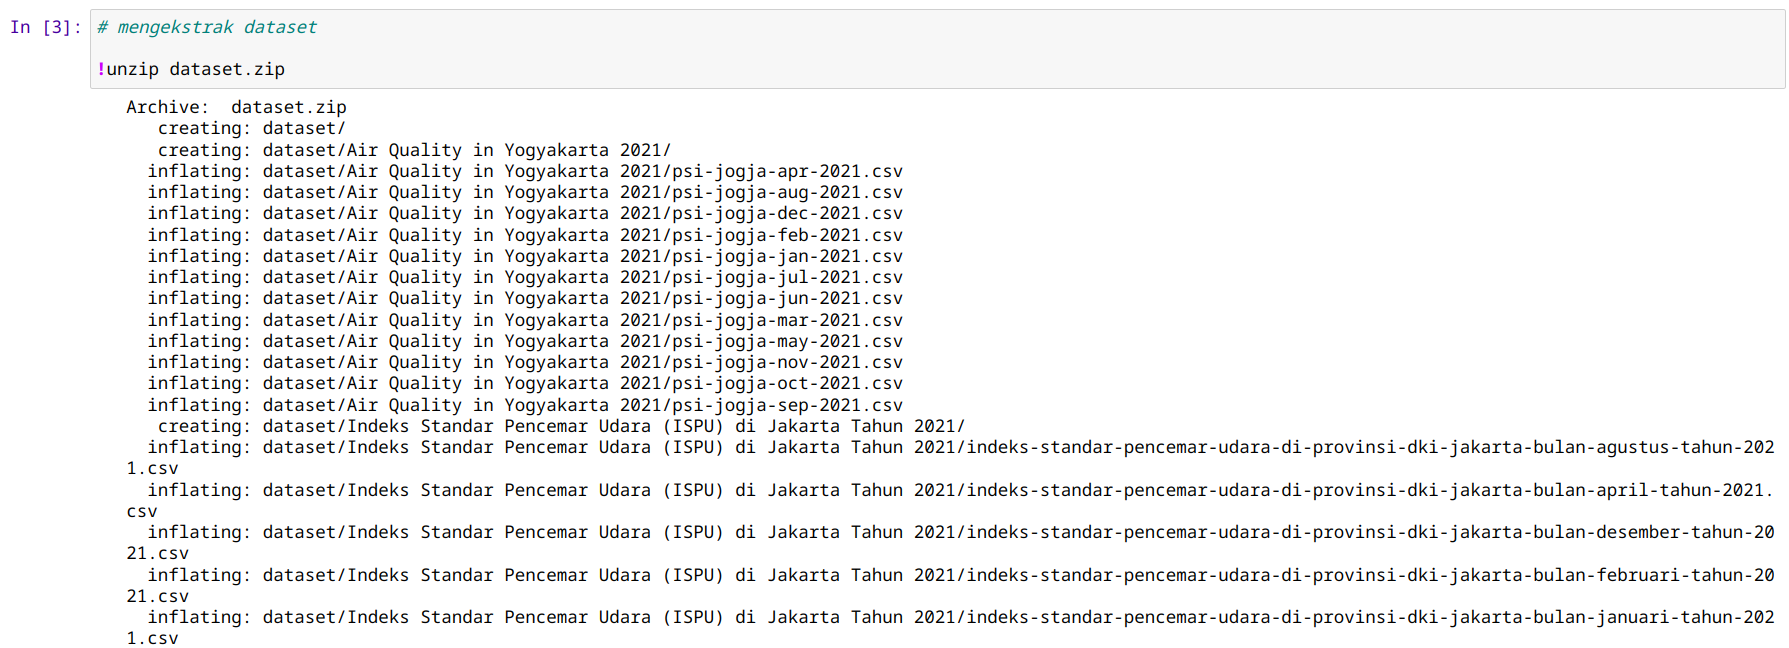 In [3]: # mengekstrak dataset
!unzip dataset.zip
Archive:  dataset.zip
   creating: dataset/
   creating: dataset/Air Quality in Yogyakarta 2021/
  inflating: dataset/Air Quality in Yogyakarta 2021/psi-jogja-apr-2021.csv
  inflating: dataset/Air Quality in Yogyakarta 2021/psi-jogja-aug-2021.csv
  inflating: dataset/Air Quality in Yogyakarta 2021/psi-jogja-dec-2021.csv
  inflating: dataset/Air Quality in Yogyakarta 2021/psi-jogja-feb-2021.csv
  inflating: dataset/Air Quality in Yogyakarta 2021/psi-jogja-jan-2021.csv
  inflating: dataset/Air Quality in Yogyakarta 2021/psi-jogja-jul-2021.csv
  inflating: dataset/Air Quality in Yogyakarta 2021/psi-jogja-jun-2021.csv
  inflating: dataset/Air Quality in Yogyakarta 2021/psi-jogja-mar-2021.csv
  inflating: dataset/Air Quality in Yogyakarta 2021/psi-jogja-may-2021.csv
  inflating: dataset/Air Quality in Yogyakarta 2021/psi-jogja-nov-2021.csv
  inflating: dataset/Air Quality in Yogyakarta 2021/psi-jogja-oct-2021.csv
  inflating: dataset/Air Quality in Yogyakarta 2021/psi-jogja-sep-2021.csv
   creating: dataset/Indeks Standar Pencemar Udara (ISPU) di Jakarta Tahun 2021/
  inflating: dataset/Indeks Standar Pencemar Udara (ISPU) di Jakarta Tahun 2021/indeks-standar-pencemar-udara-di-provinsi-dki-jakarta-bulan-agustus-tahun-202
1.csv
  inflating: dataset/Indeks Standar Pencemar Udara (ISPU) di Jakarta Tahun 2021/indeks-standar-pencemar-udara-di-provinsi-dki-jakarta-bulan-april-tahun-2021.
csv
  inflating: dataset/Indeks Standar Pencemar Udara (ISPU) di Jakarta Tahun 2021/indeks-standar-pencemar-udara-di-provinsi-dki-jakarta-bulan-desember-tahun-20
21.csv
  inflating: dataset/Indeks Standar Pencemar Udara (ISPU) di Jakarta Tahun 2021/indeks-standar-pencemar-udara-di-provinsi-dki-jakarta-bulan-februari-tahun-20
21.csv
  inflating: dataset/Indeks Standar Pencemar Udara (ISPU) di Jakarta Tahun 2021/indeks-standar-pencemar-udara-di-provinsi-dki-jakarta-bulan-januari-tahun-202
1.csv